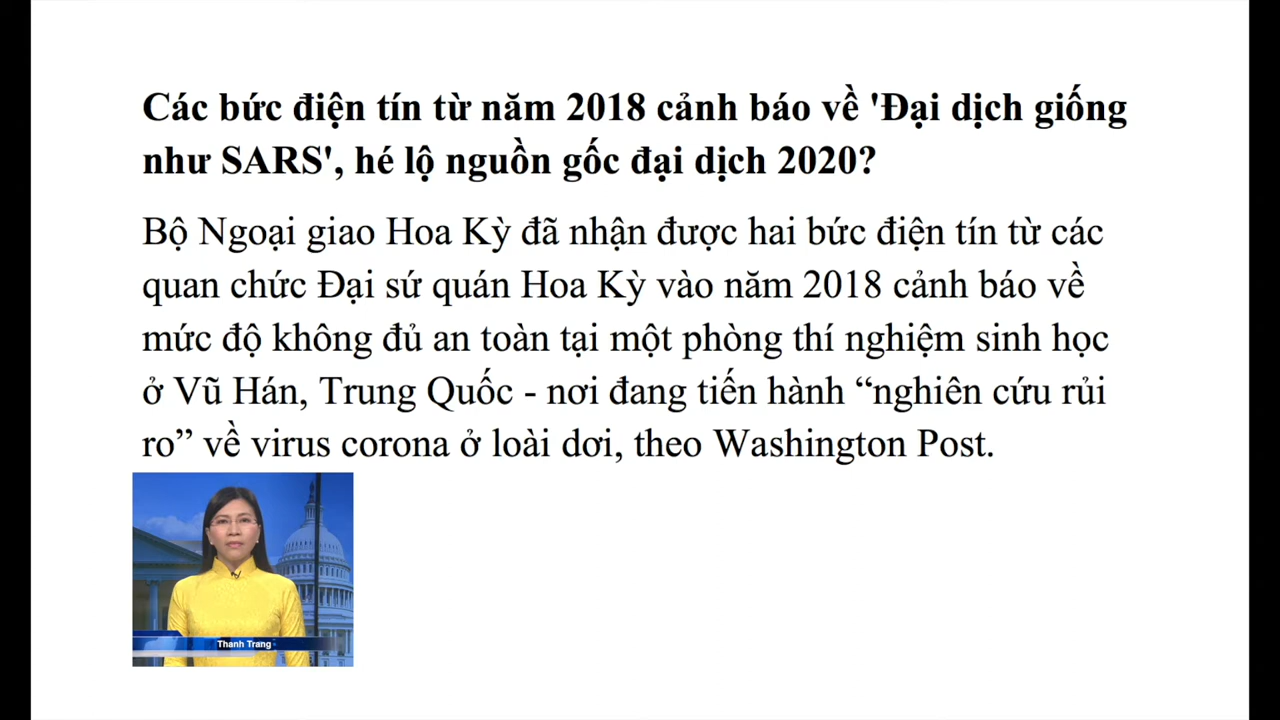 Các bức điện tín từ năm 2018 cảnh báo về 'Đại dịch giống
như SARS', hé lộ nguồn gốc đại dịch 2020?
Bộ Ngoại giao Hoa Kỳ đã nhận được hai bức điện tín từ các
quan chức Đại sứ quán Hoa Kỳ vào năm 2018 cảnh báo về
mức độ không đủ an toàn tại một phòng thí nghiệm sinh học
ở Vũ Hán, Trung Quốc - nơi đang tiến hành “nghiên cứu rủi
ro” về virus corona ở loài dơi, theo Washington Post.
Thanh Trang